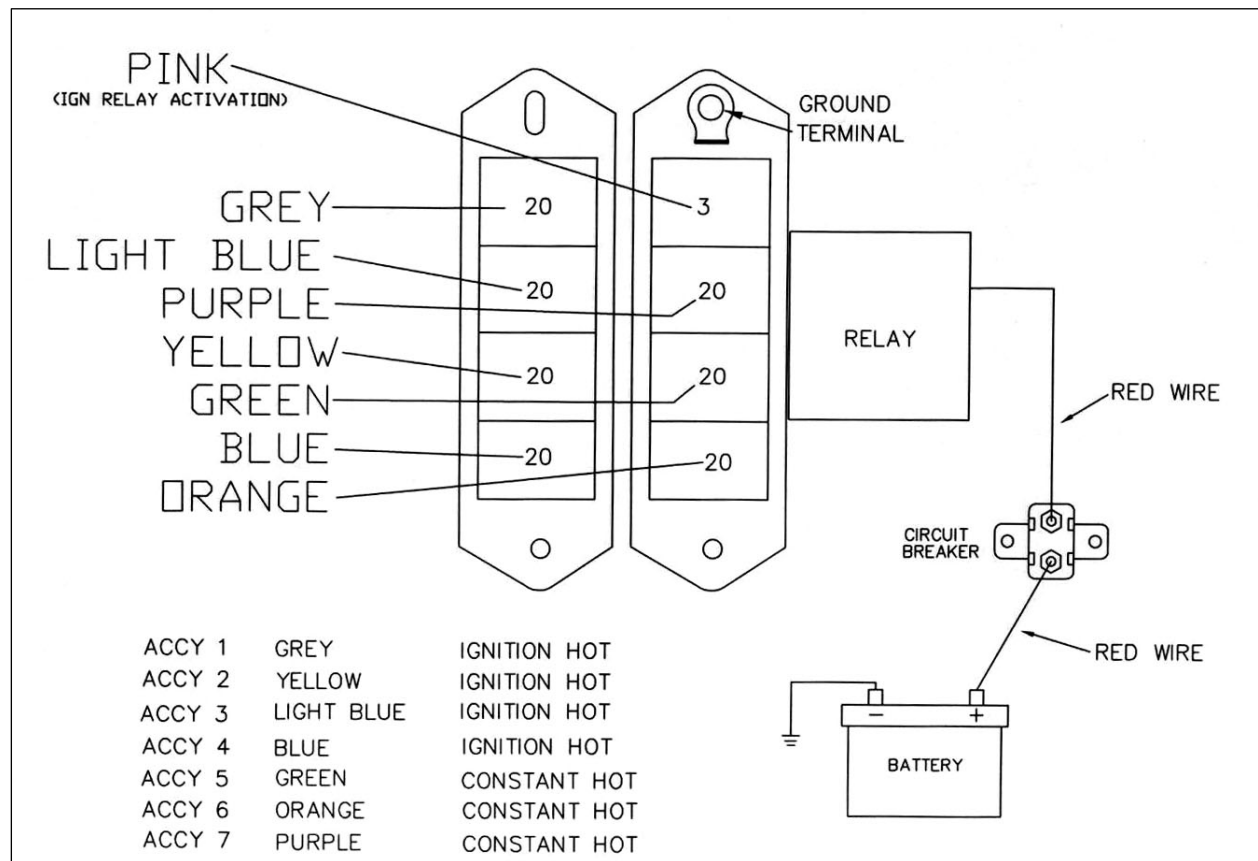 PINK
(IGN RELAY ACTIVATION)
GROUND
TERMINAL
GREY
20
3
LIGHT BLUE
20
20
PURPLE
YELLOW
20
20
GREEN
BLUE
20
20
ORANGE
RELAY
RED WIRE
CIRCUIT
BREAKER
RED WIRE
- +
BATTERY
ACCY 1 GREY IGNITION HOT
ACCY 2 YELLOW IGNITION HOT
ACCY 3 LIGHT BLUE IGNITION HOT
ACCY 4 BLUE IGNITION HOT
ACCY 5 GREEN CONSTANT HOT
ACCY 6 ORANGE CONSTANT HOT
ACCY 7 PURPLE CONSTANT HOT